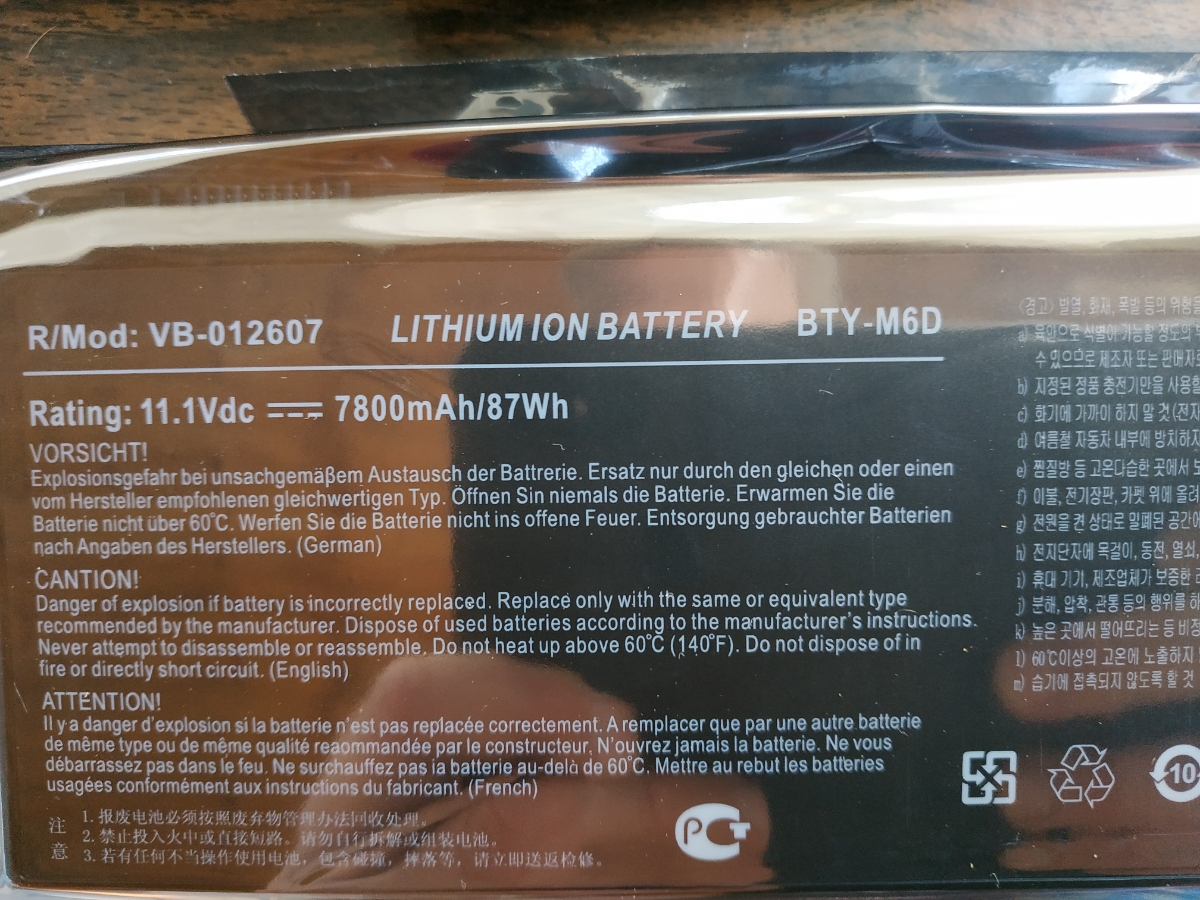 R/Mod: VB-012607 LITHIUM ION BATTERY BTY-M6D
Rating: 11.1Vdc 7800mAh/87Wh
VORSICHT!
Explosionsgefahr bei unsachgemäßem Austausch der Battrerie. Ersatz nur durch den gleichen oder einen
vom Hersteller empfohlenen gleichwertigen Typ. Öffnen Sin niemals die Batterie. Erwarmen Sie die
Batterie nicht über 60°C. Werfen Sie die Batterie nicht ins offene Feuer. Entsorgung gebrauchter Batterien
nach Angaben des Herstellers. (German)
CANTION!
Danger of explosion if battery is incorrectly replaced. Replace only with the same or equivalent type
recommended by the manufacturer. Dispose of used batteries according to the manufacturer's instructions.
Never attempt to disassemble or reassemble. Do not heat up above 60°C (140°F). Do not dispose of in
fire or directly short circuit. (English)
ATTENTION!
Il y a danger d'explosion si la batterie n'est pas replacée correctement. A remplacer que par une autre batterie
de même type ou de même qualité reaommandée par le constructeur. N'ouvrez jamais la batterie. Ne vous
débarrassez pas dans le feu. Ne surchauffez pas la batterie au-delà de 60°C. Mettre au rebut les batteries
usagées conformément aux instructions du fabricant. (French)
注意
1. 报废电池必须按照废弃物管理办法回收处理。
2. 禁止投入火中或直接短路。请勿自行拆解或组装电池。
3. 若有任何不当操作使用电池，包含碰撞，摔落等，请立即送返检修。
РСТ
<경고> 발열, 화재, 폭발 등의 위험
a) 육안으로 식별이 가능할 정도의
수 있으므로 제조자 또는 판매자
b) 지정된 정품 충전기만을 사용
c) 화기에 가까이 하지 말 것 (전자
d) 여름철 자동차 내부에 방치하지
e) 찜질방 등 고온다습한 곳에서
f) 이불, 전기장판, 카펫 위에 올려
g) 전원을 켠 상태로 밀폐된 공간에
h) 전지단자에 목걸이, 동전, 열쇠,
i) 휴대 기기, 제조업체가 보증한
j) 분해, 압착, 관통 등의 행위를
k) 높은 곳에서 떨어뜨리는 등 비정
l) 60℃이상의 고온에 노출하지
m) 습기에 접촉되지 않도록 할 것
10